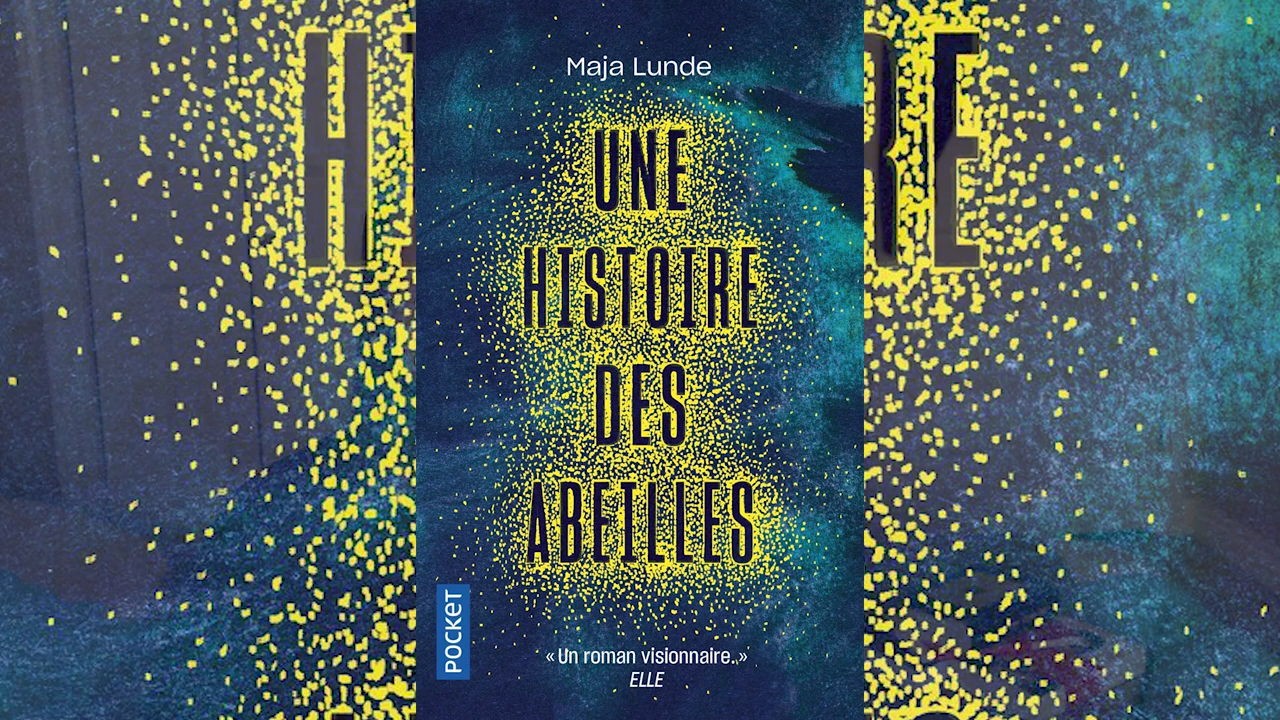 Maja Lunde
UNE
HISTOIRE
DES
ABEILLES
POCKET
« Un roman visionnaire. »
ELLE